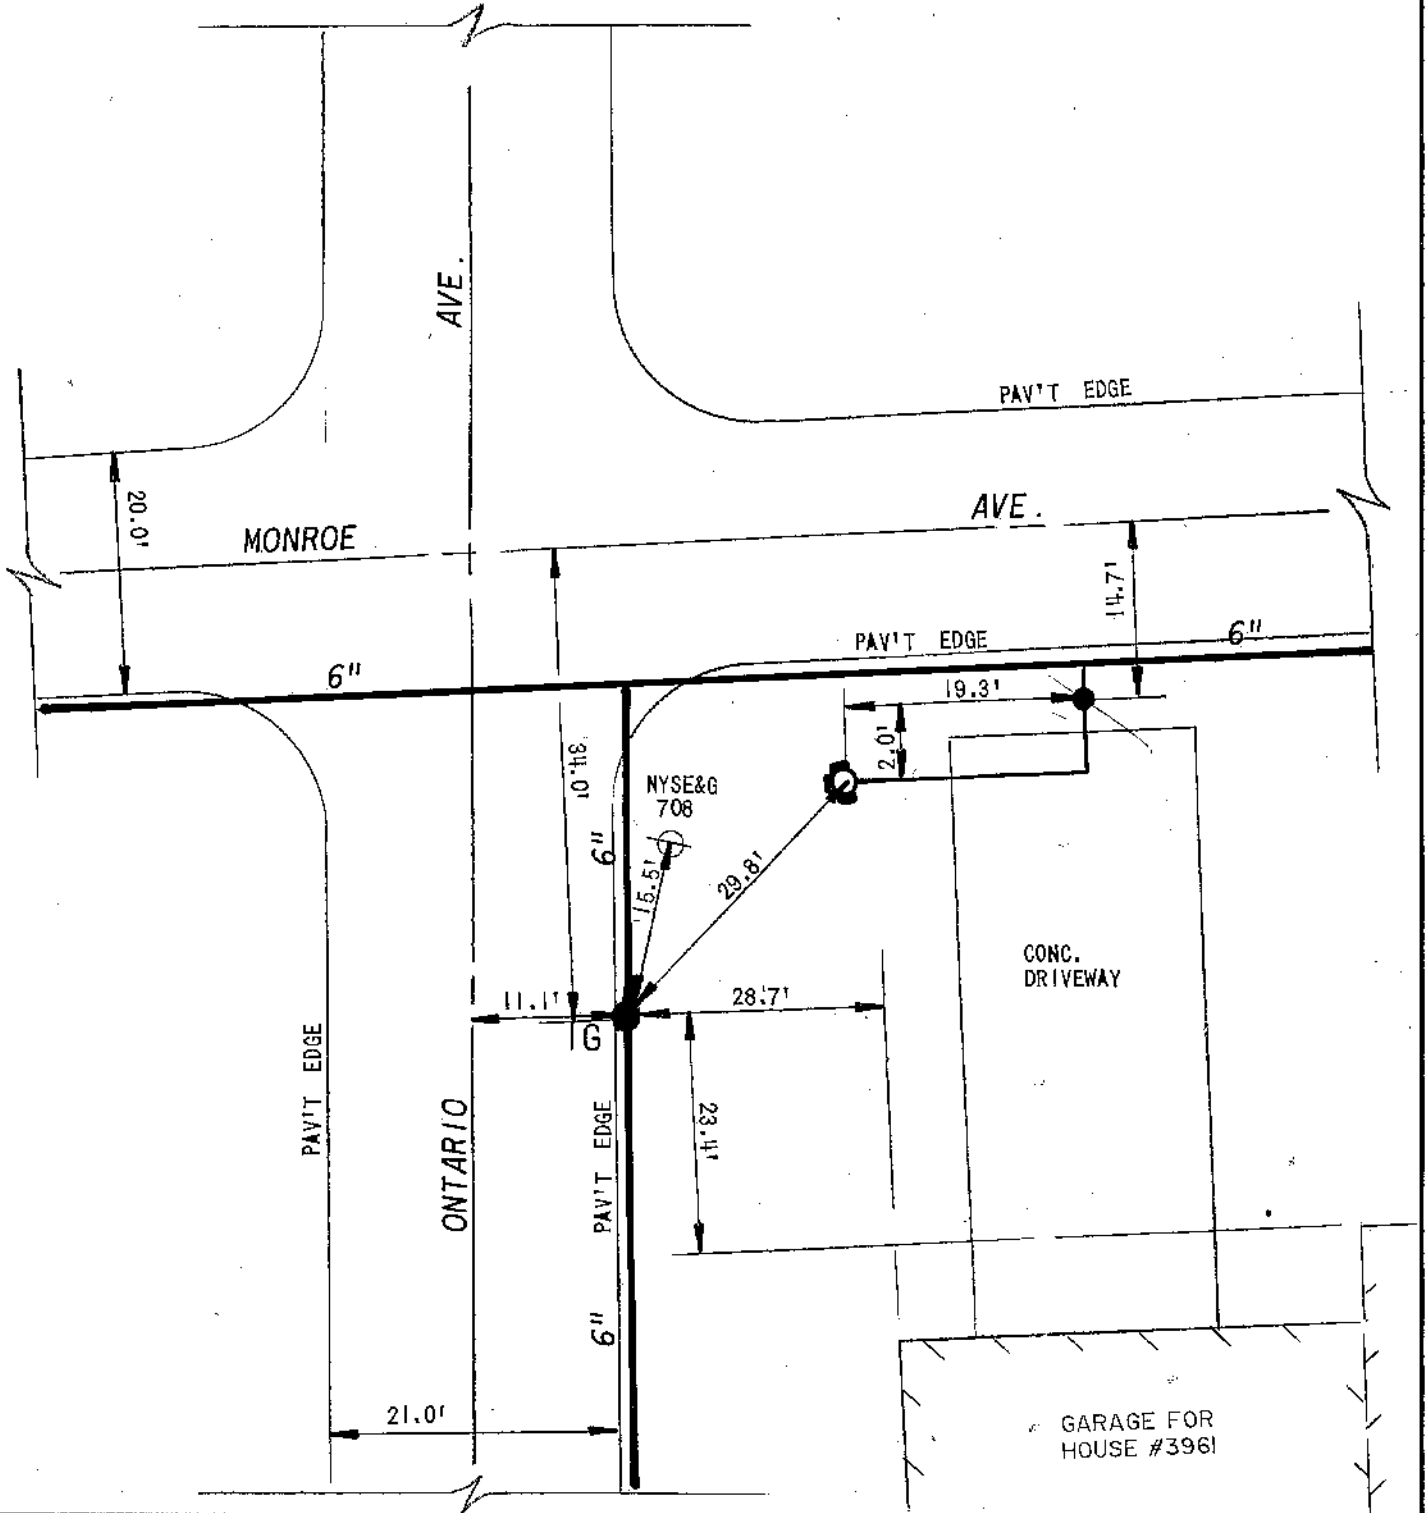 AVE.
PAV'T EDGE
20.0'
MONROE
AVE.
14.7'
PAV'T EDGE
6"
6"
19.3'
2.0'
34.0'
NYSE&G
708
6"
15.5'
29.8'
CONC.
DRIVEWAY
11.1'
28.7'
G
PAV'T EDGE
ONTARIO
PAV'T EDGE
23.4'
6"
21.0'
GARAGE FOR
HOUSE #3961